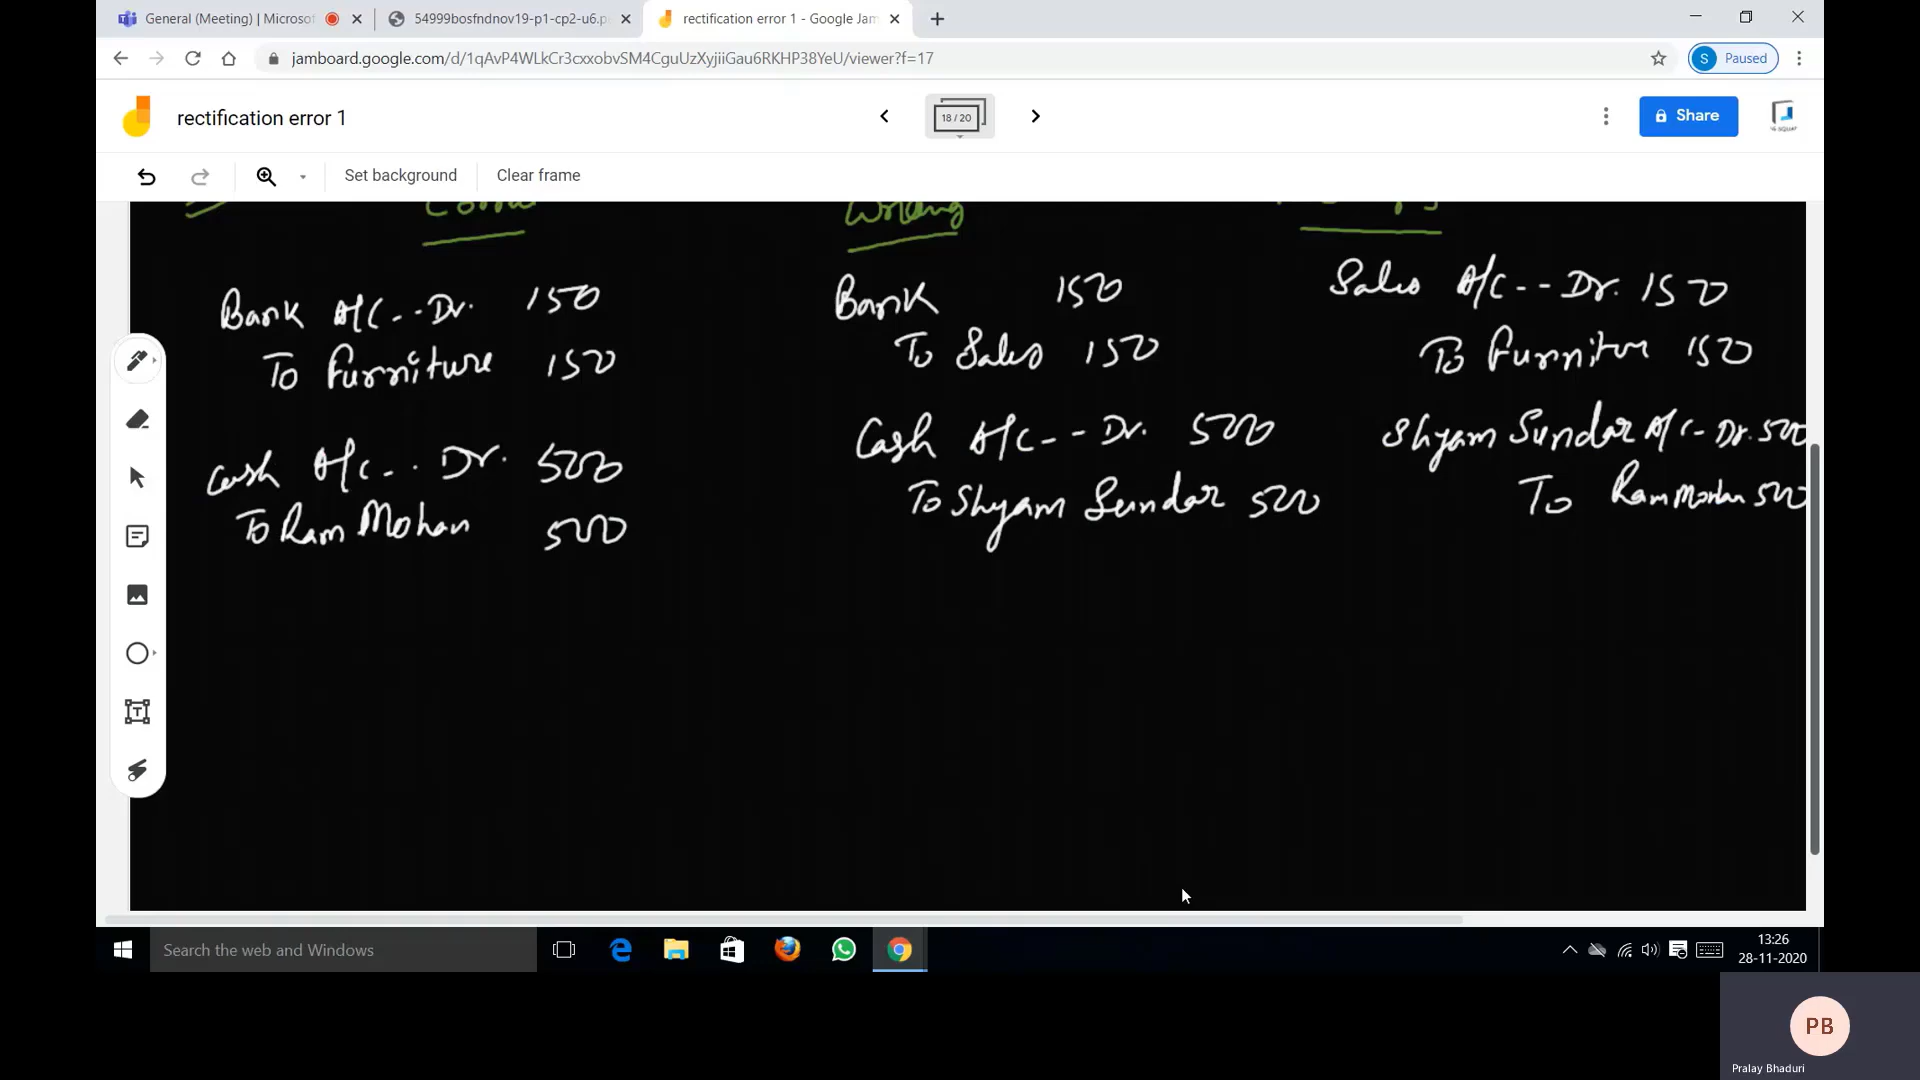 General (Meeting) | Microsof
54999bosfndnov19-p1-cp2-u6.p
rectification error 1 - Google Jam
jamboard.google.com/d/1qAvP4WLkCr3cxxobvSM4CguUzXyjiiGau6RKHP38YeU/viewer?f=17
S Paused
rectification error 1
18 / 20
Share
Set background
Clear frame
Bank A/C.. Dr. 150
To Furniture 150
Cash A/C.. Dr. 500
To Ram Mohan 500
Bank 150
To Sales 150
Cash A/C-- Dr. 500
To Shyam Sundar 500
Sales A/C-- Dr. 150
To Furnitur 150
Shyam Sundar A/C- Dr. 500
To Ram Mohan 500
Search the web and Windows
13:26
28-11-2020
PB
Pralay Bhaduri